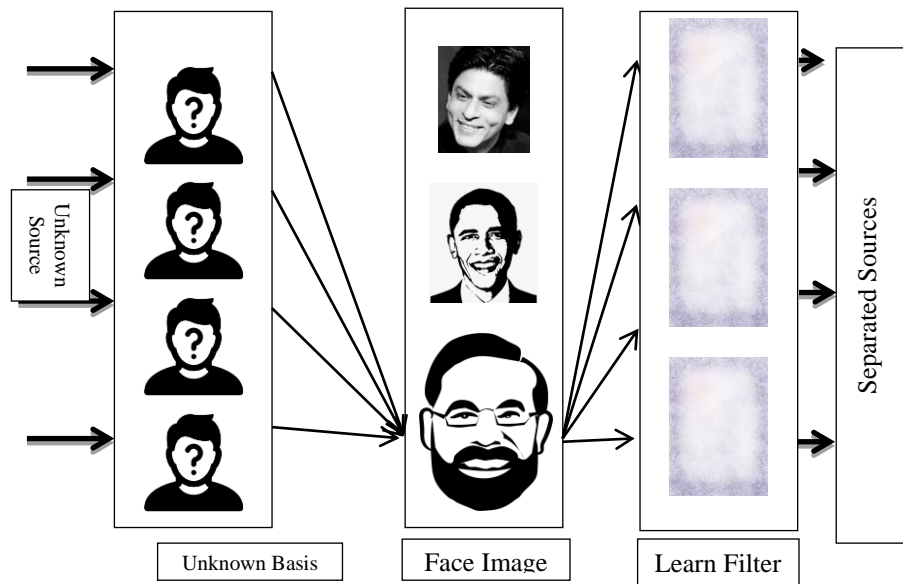 ?
?
?
?
Unknown
Source
Separated Sources
Unknown Basis
Face Image
Learn Filter